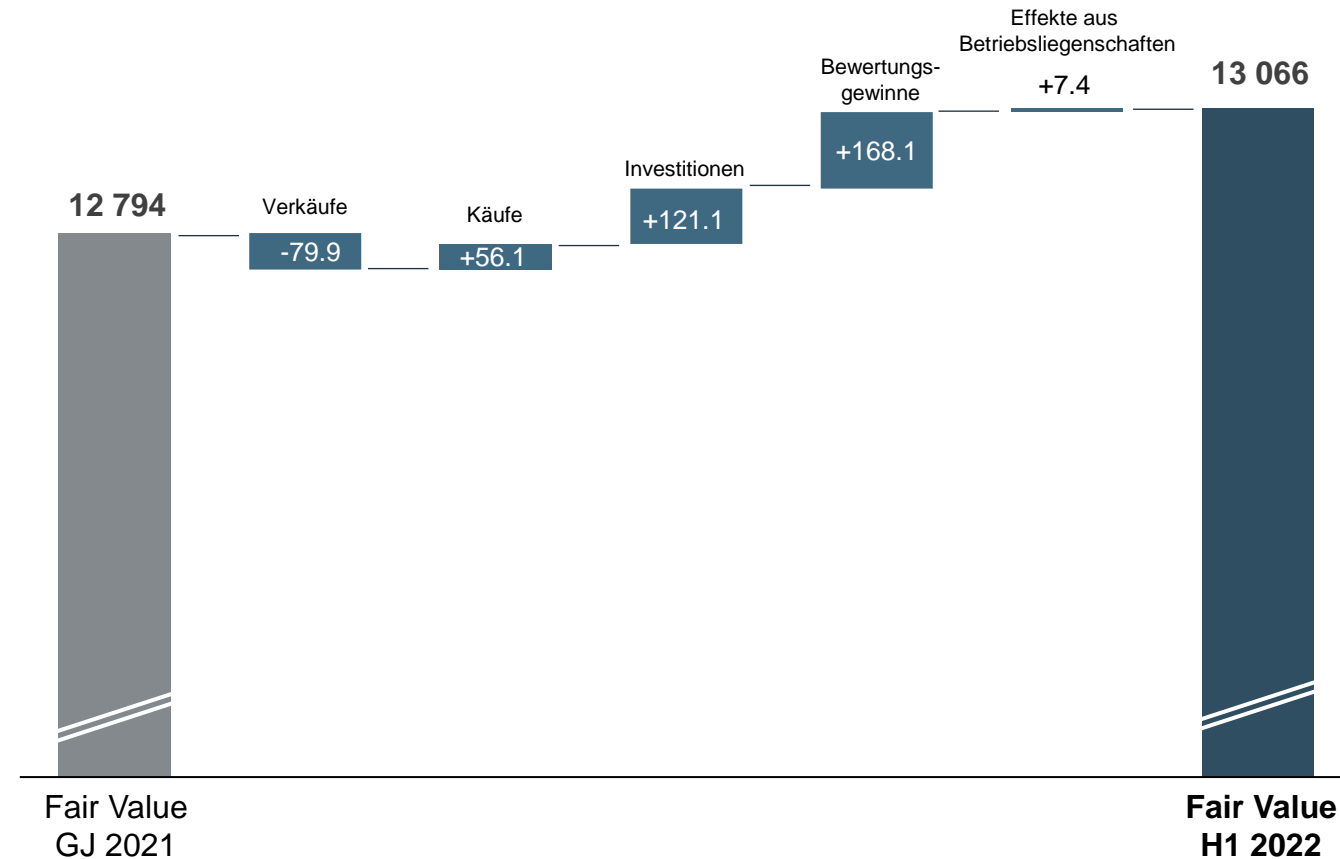 12 794
Verkäufe
-79.9
Käufe
+56.1
Investitionen
+121.1
Bewertungs-
gewinne
+168.1
Effekte aus
Betriebsliegenschaften
+7.4
13 066
Fair Value
GJ 2021
Fair Value
H1 2022